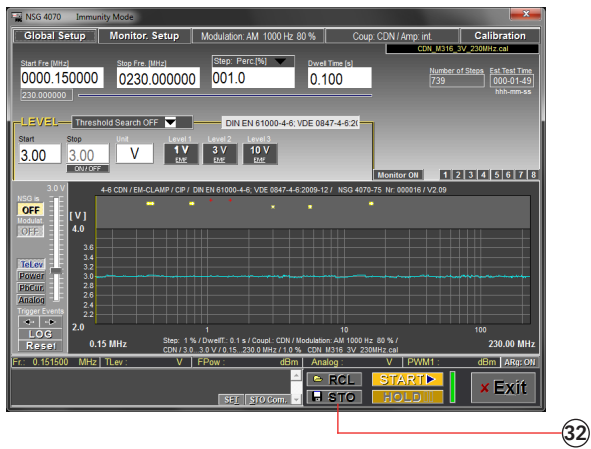 NSG 4070 Immunity Mode
Global Setup Monitor. Setup Modulation: AM 1000 Hz 80 % Coup: CDN / Amp: int. Calibration
CDN_M316_3V_230MHz.cal
Start Fre [MHz] Stop Fre. [MHz] Step: Perc.[%] Dwell Time [s]
0000.150000 0230.000000 001.0 0.100
Number of Steps Est Test Time
739 000-01-49
hhh-mm-ss
230.000000
LEVEL Threshold Search OFF DIN EN 61000-4-6; VDE 0847-4-6:2(
Start Stop Unit Level 1 Level 2 Level 3
3.00 3.00 V 1 V 3 V 10 V
EMF EMF EMF
ON / OFF
Monitor ON 1 2 3 4 5 6 7 8
3.0 V 4-6 CDN / EM-CLAMP / CIP / DIN EN 61000-4-6; VDE 0847-4-6:2009-12 / NSG 4070-75 Nr: 000016 / V2.09
NSG is
OFF
Modulat.
OFF
[ V ]
4.0
3.6
3.4
3.2
3.0
2.8
2.6
2.4
2.2
2.0
TeLev
Power
PbCur.
Analog
Trigger Events
LOG
Reset
1 10 100
0.15 MHz 230.00 MHz
Step: 1 % / DwellT.: 0.1 s / Coupl.: CDN / Modulation: AM 1000 Hz 80 % /
CDN / 3.0...3.0 V / 0.15...230.0 MHz / 1.0 % CDN_M316_3V_230MHz.cal
Fr.: 0.151500 MHz TLev : V FPow : dBm Analog : V PWM1 : dBm ARg: ON
RCL START
SET STO Com. STO HOLD II
Exit
32